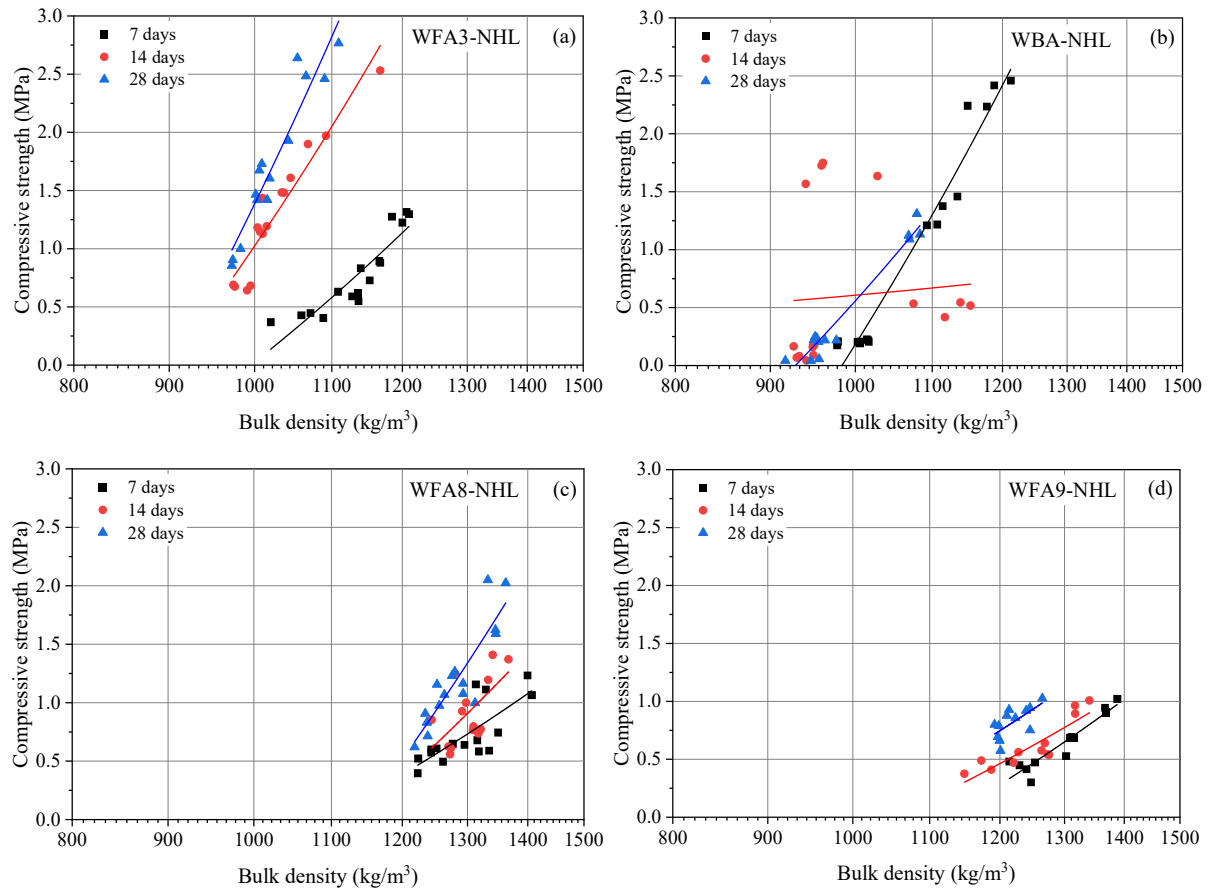 3.0
2.5
2.0
1.5
1.0
0.5
0.0
Compressive strength (MPa)
7 days
14 days
28 days
WFA3-NHL
(a)
800 900 1000 1100 1200 1300 1400 1500
Bulk density (kg/m³)
3.0
2.5
2.0
1.5
1.0
0.5
0.0
Compressive strength (MPa)
7 days
14 days
28 days
WBA-NHL
(b)
800 900 1000 1100 1200 1300 1400 1500
Bulk density (kg/m³)
3.0
2.5
2.0
1.5
1.0
0.5
0.0
Compressive strength (MPa)
7 days
14 days
28 days
WFA8-NHL
(c)
800 900 1000 1100 1200 1300 1400 1500
Bulk density (kg/m³)
3.0
2.5
2.0
1.5
1.0
0.5
0.0
Compressive strength (MPa)
7 days
14 days
28 days
WFA9-NHL
(d)
800 900 1000 1100 1200 1300 1400 1500
Bulk density (kg/m³)